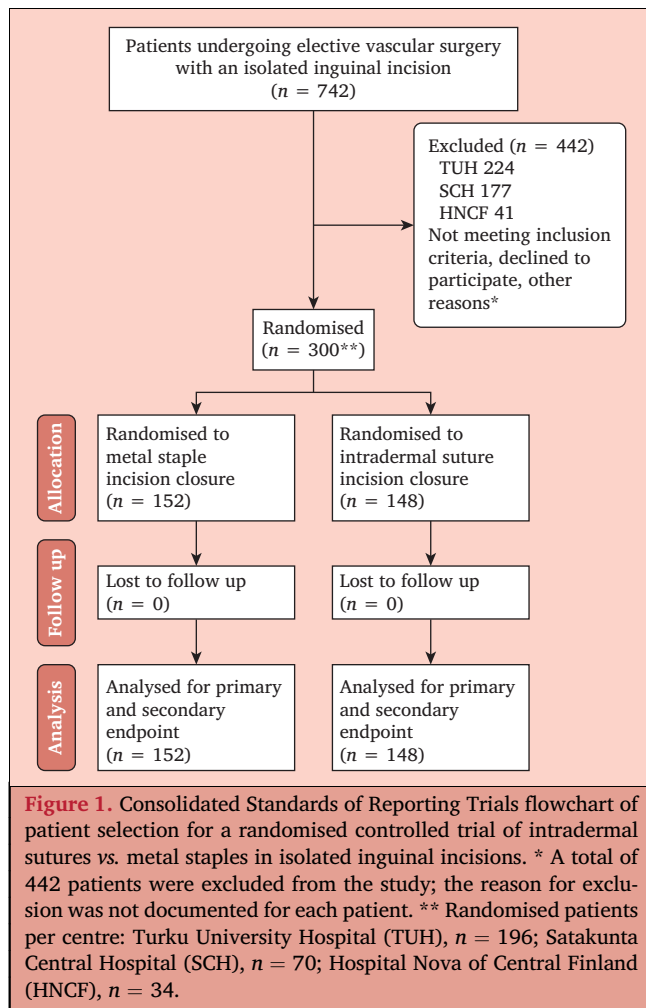 Patients undergoing elective vascular surgery
with an isolated inguinal incision
(n = 742)
Excluded (n = 442)
TUH 224
SCH 177
HNCF 41
Not meeting inclusion
criteria, declined to
participate, other
reasons*
Randomised
(n = 300**)
Allocation
Randomised to
metal staple
incision closure
(n = 152)
Randomised to
intradermal suture
incision closure
(n = 148)
Follow up
Lost to follow up
(n = 0)
Lost to follow up
(n = 0)
Analysis
Analysed for primary
and secondary
endpoint
(n = 152)
Analysed for primary
and secondary
endpoint
(n = 148)
Figure 1. Consolidated Standards of Reporting Trials flowchart of
patient selection for a randomised controlled trial of intradermal
sutures vs. metal staples in isolated inguinal incisions. * A total of
442 patients were excluded from the study; the reason for exclu-
sion was not documented for each patient. ** Randomised patients
per centre: Turku University Hospital (TUH), n = 196; Satakunta
Central Hospital (SCH), n = 70; Hospital Nova of Central Finland
(HNCF), n = 34.